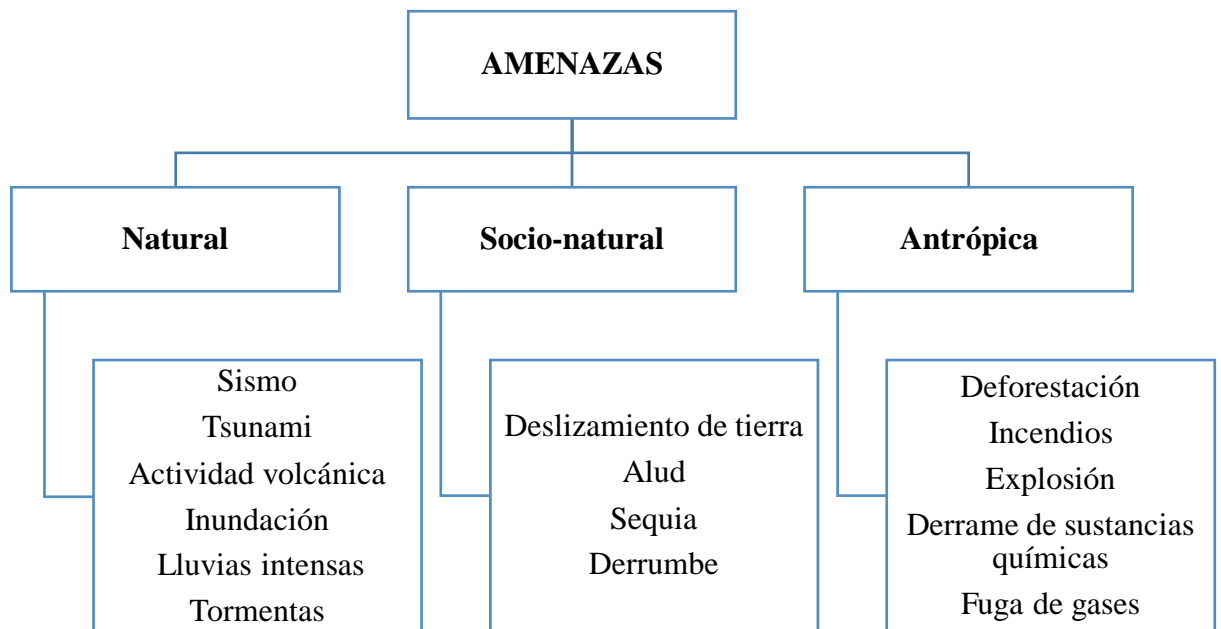 AMENAZAS
Natural
Socio-natural
Antrópica
Sismo
Tsunami
Actividad volcánica
Inundación
Lluvias intensas
Tormentas
Deslizamiento de tierra
Alud
Sequia
Derrumbe
Deforestación
Incendios
Explosión
Derrame de sustancias
químicas
Fuga de gases